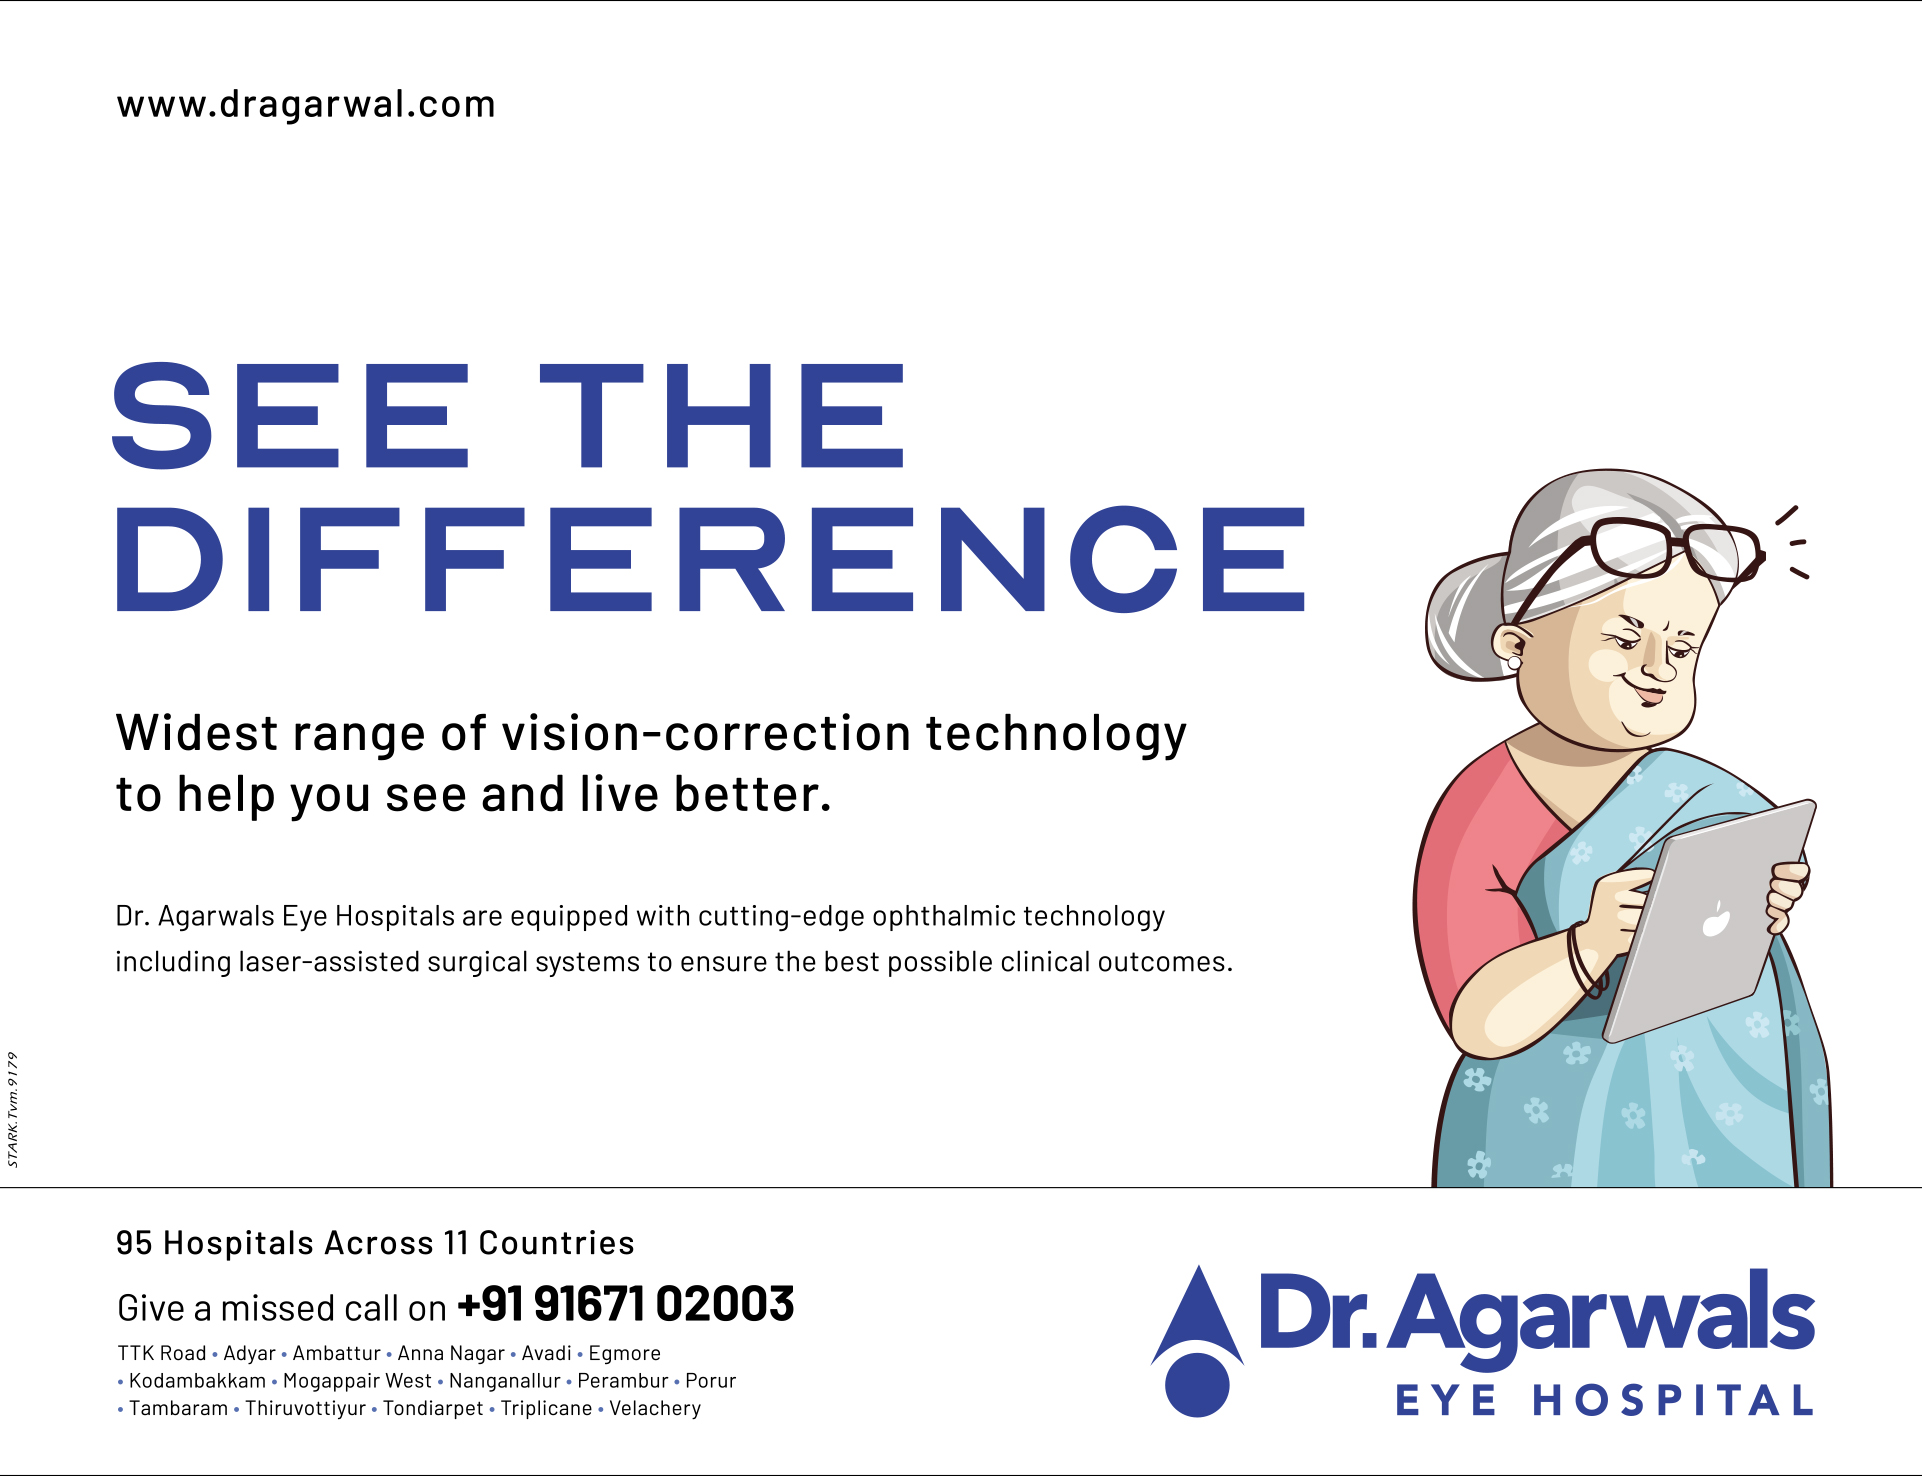 www.dragarwal.com
SEE THE
DIFFERENCE
Widest range of vision-correction technology
to help you see and live better.
Dr. Agarwals Eye Hospitals are equipped with cutting-edge ophthalmic technology
including laser-assisted surgical systems to ensure the best possible clinical outcomes.
STARK.Tvm.9179
95 Hospitals Across 11 Countries
Give a missed call on +91 91671 02003
TTK Road • Adyar • Ambattur • Anna Nagar • Avadi • Egmore
• Kodambakkam • Mogappair West • Nanganallur • Perambur • Porur
• Tambaram • Thiruvottiyur • Tondiarpet • Triplicane • Velachery
Dr. Agarwals
EYE HOSPITAL